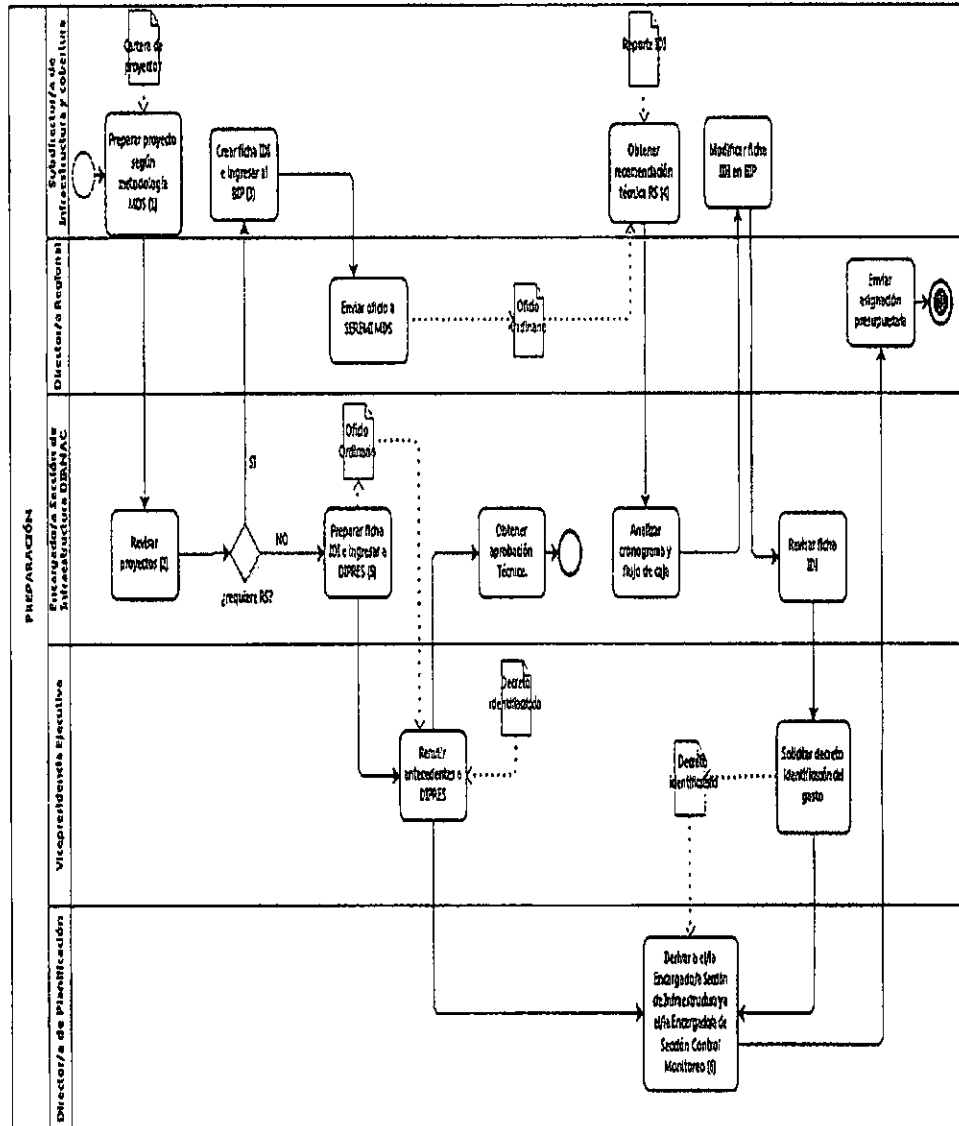 PREPARACIÓN
Subdirector/a de
Infraestructura y cobertura
Cartera de
proyectos
Preparar proyecto
según
metodología
MDS (1)
Crear ficha IDI
e ingresar al
BIP (3)
Reporte IDI
Obtener
recomendación
técnica RS (4)
Modificar ficha
IDI en BIP
Director/a Regional
Enviar oficio a
SEREMI MDS
Oficio
Ordinario
Enviar
asignación
presupuestaria
Encargado/a Sección de
Infraestructura DIRNAC
Revisar
proyectos (2)
¿requiere RS?
SI
NO
Oficio
Ordinario
Preparar ficha
IDI e ingresar a
DIPRES (5)
Obtener
aprobación
Técnica.
Analizar
cronograma y
flujo de caja
Revisar ficha
IDI
Vicepresidencia Ejecutiva
Remitir
antecedentes a
DIPRES
Decreto
identificado
Decreto
identificado
Solicitar decreto
identificación del
gasto
Director/a de Planificación
Derivar a el/la
Encargado/a Sección
de Infraestructura y a
el/la Encargado/a de
Sección Control
Monitoreo (6)